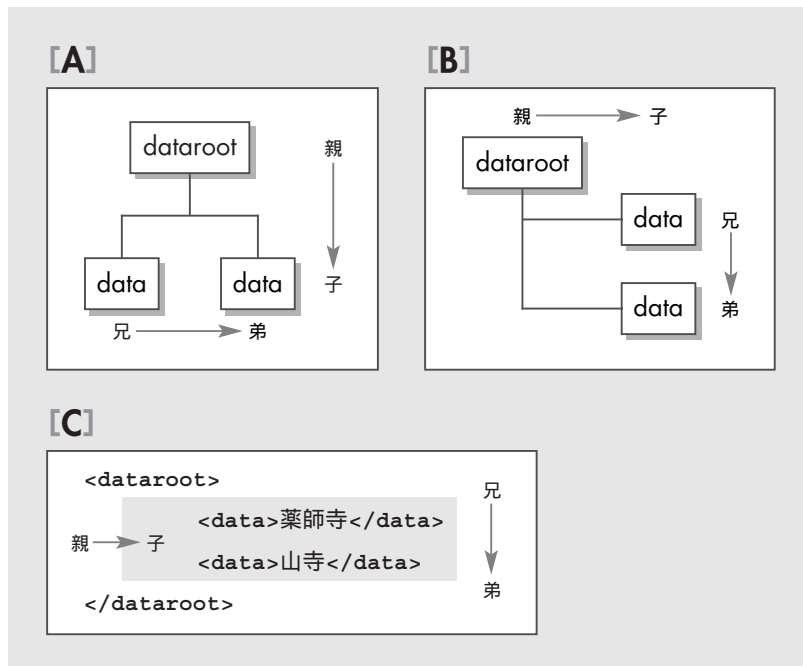 [A]
dataroot
親
data
data
子
兄
弟
[B]
親
子
dataroot
data
兄
data
弟
[C]
<dataroot>
兄
<data>薬師寺</data>
親
子
<data>山寺</data>
弟
</dataroot>